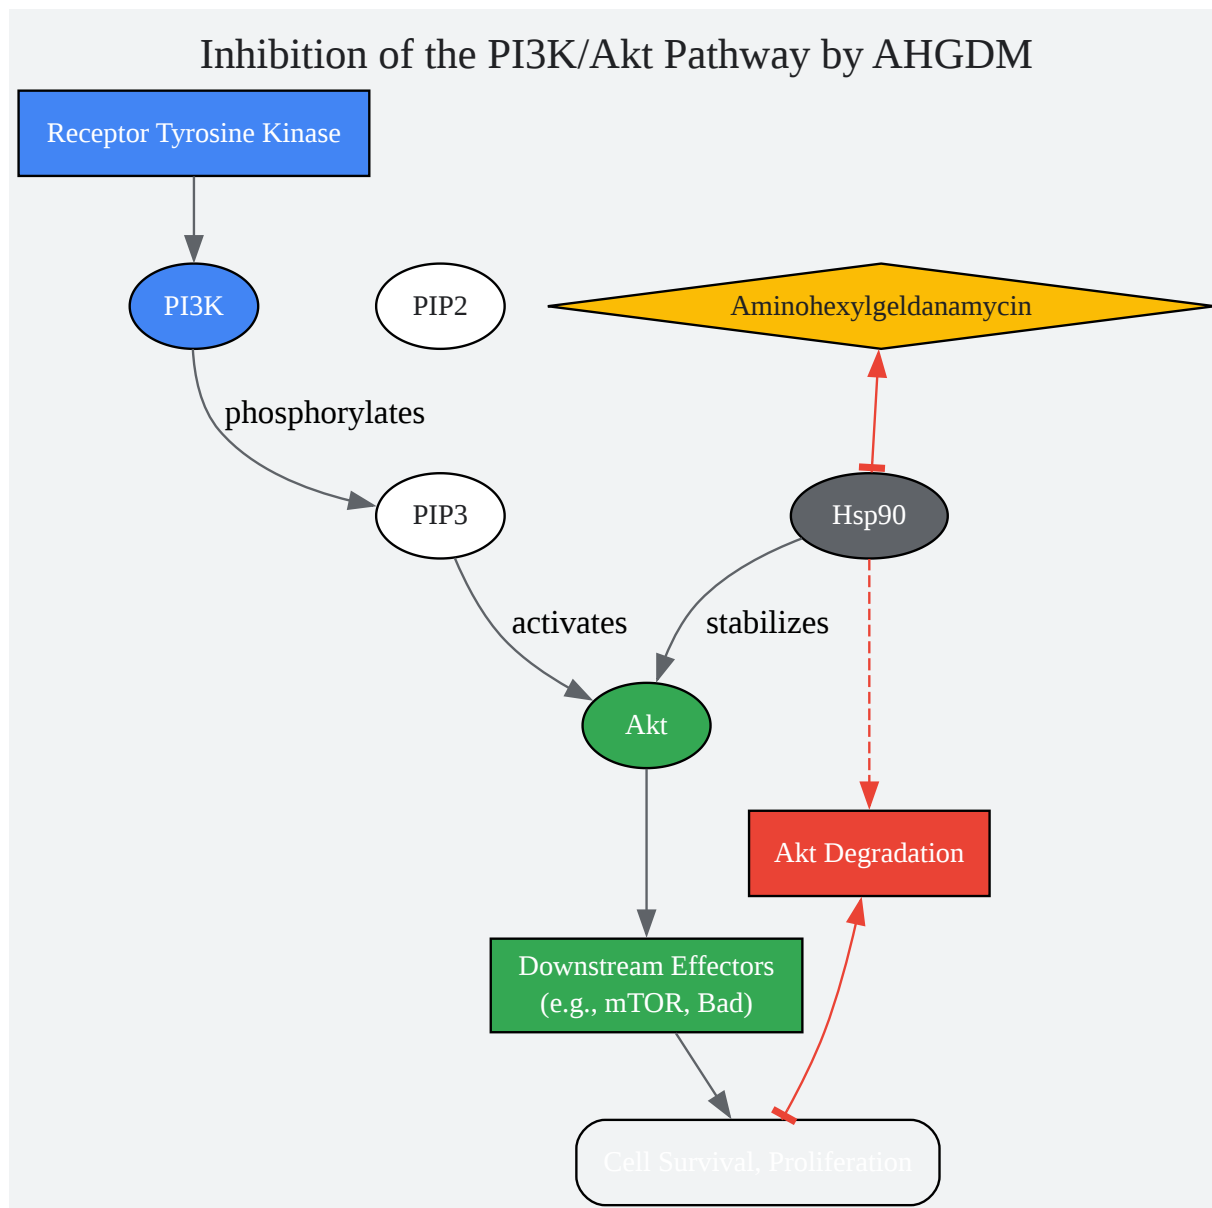 Inhibition of the PI3K/Akt Pathway by AHGDM
Receptor Tyrosine Kinase
PI3K
PIP2
Aminohexylgeldanamycin
phosphorylates
PIP3
Hsp90
activates
stabilizes
Akt
Akt Degradation
Downstream Effectors
(e.g., mTOR, Bad)
Cell Survival, Proliferation